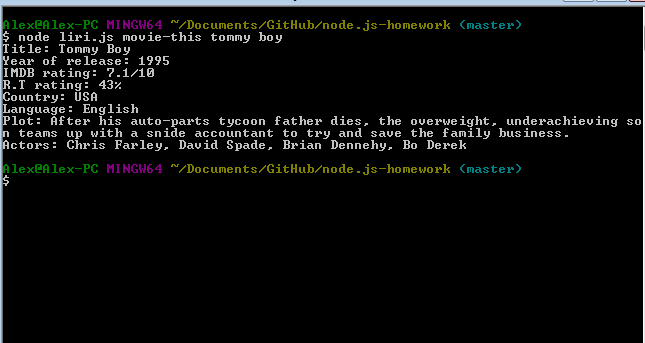 Alex@Alex-PC MINGW64 ~/Documents/GitHub/node.js-homework (master)
$ node liri.js movie-this tommy boy
Title: Tommy Boy
Year of release: 1995
IMDB rating: 7.1/10
R.T rating: 43%
Country: USA
Language: English
Plot: After his auto-parts tycoon father dies, the overweight, underachieving so
n teams up with a snide accountant to try and save the family business.
Actors: Chris Farley, David Spade, Brian Dennehy, Bo Derek
Alex@Alex-PC MINGW64 ~/Documents/GitHub/node.js-homework (master)
$